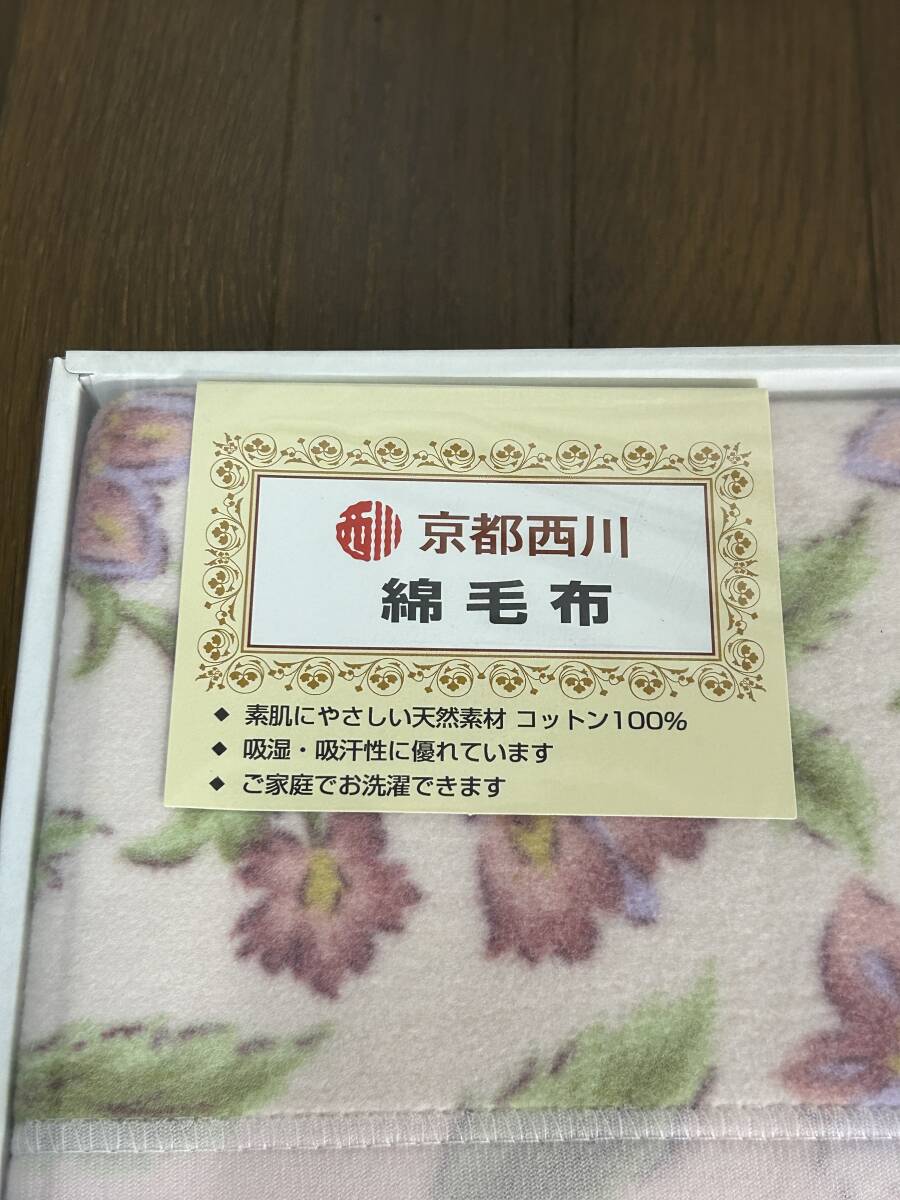 西川 京都西川
綿毛布
◆ 素肌にやさしい天然素材 コットン100%
◆ 吸湿・吸汗性に優れています
◆ ご家庭でお洗濯できます